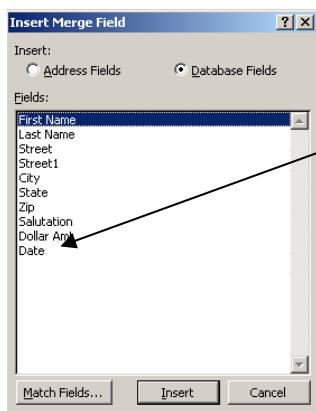 Insert Merge Field
Insert:
Address Fields Database Fields
Fields:
First Name
Last Name
Street
Street1
City
State
Zip
Salutation
Dollar Amt
Date
Match Fields... Insert Cancel